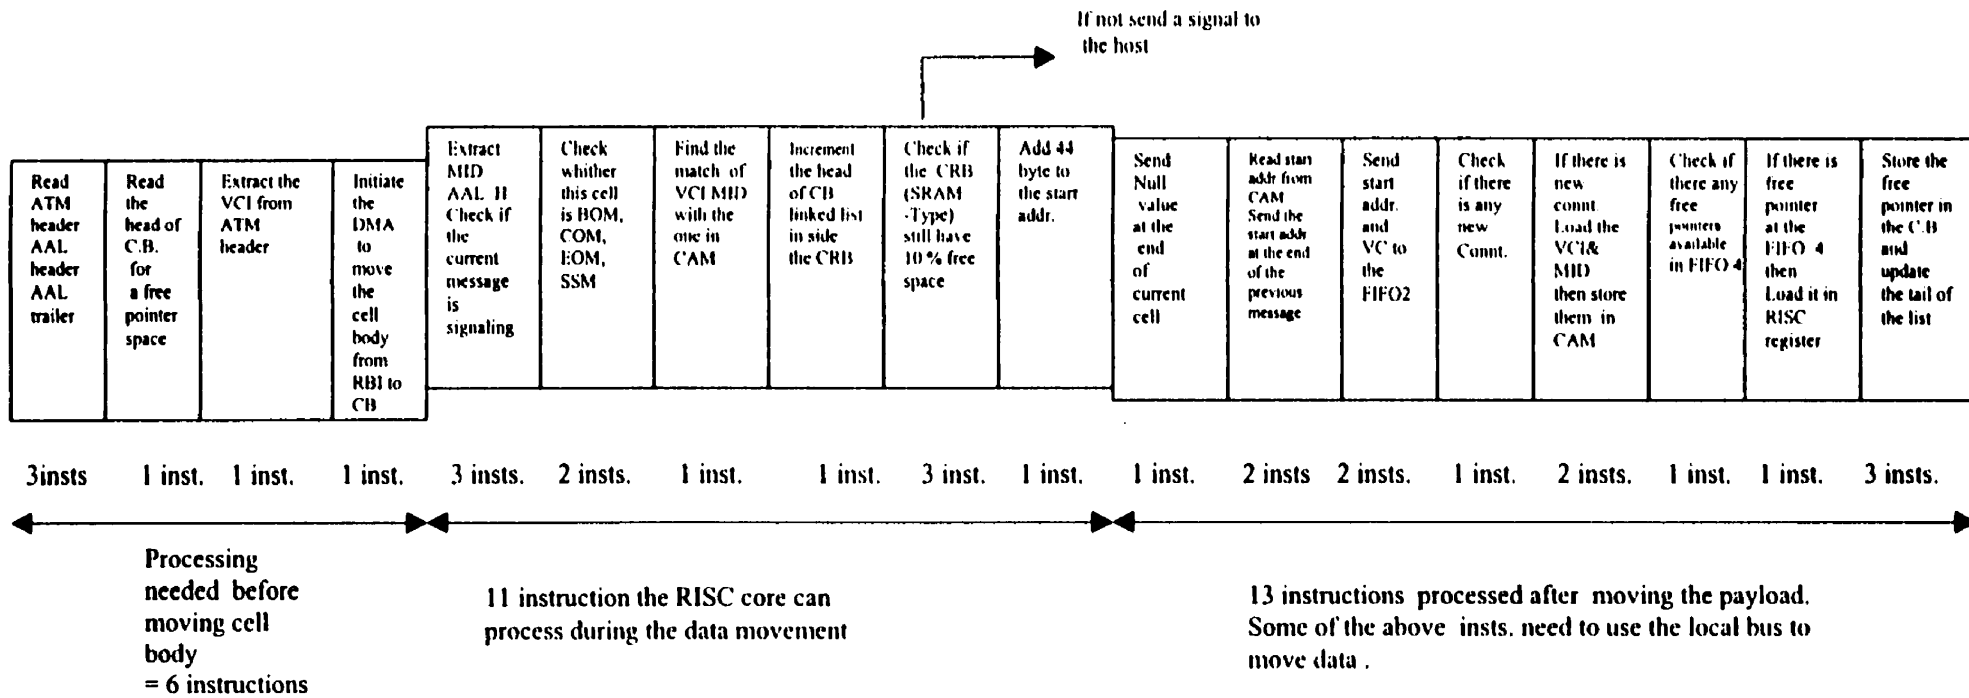 If not send a signal to
the host
Read
ATM
header
AAL
header
AAL
trailer
Read
the
head of
C.B.
for
a free
pointer
space
Extract the
VCI from
ATM
header
Initiate
the
DMA
to
move
the
cell
body
from
RBI to
CB
Extract
MID
AAL H
Check if
the
current
message
is
signaling
Check
whither
this cell
is BOM,
COM,
EOM,
SSM
Find the
match of
VCI MID
with the
one in
CAM
Increment
the head
of CB
linked list
in side
the CRB
Check if
the CRB
(SRAM
-Type)
still have
10 % free
space
Add 44
byte to
the start
addr.
Send
Null
value
at the
end
of
current
cell
Read start
addr from
CAM
Send the
start addr
at the end
of the
previous
message
Send
start
addr.
and
VC to
the
FIFO2
Check
if there
is any
new
Connt.
If there is
new
connt.
Load the
VCI&
MID
then store
them in
CAM
Check if
there any
free
pointers
available
in FIFO 4
If there is
free
pointer
at the
FIFO 4
then
Load it in
RISC
register
Store the
free
pointer in
the C.B
and
update
the tail of
the list
3insts 1 inst. 1 inst. 1 inst. 3 insts. 2 insts. 1 inst. 1 inst. 3 inst. 1 inst. 1 inst. 2 insts 2 insts. 1 inst. 2 insts. 1 inst. 1 inst. 3 insts.
Processing
needed before
moving cell
body
= 6 instructions
11 instruction the RISC core can
process during the data movement
13 instructions processed after moving the payload.
Some of the above insts. need to use the local bus to
move data .